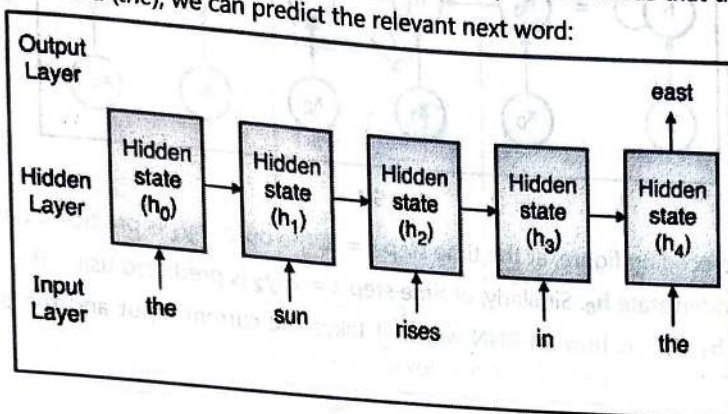 (the), we can predict the relevant next word:
Output
Layer
east
Hidden
Layer
Hidden
state
(h₀)
Hidden
state
(h₁)
Hidden
state
(h₂)
Hidden
state
(h₃)
Hidden
state
(h₄)
Input
Layer
the
sun
rises
in
the